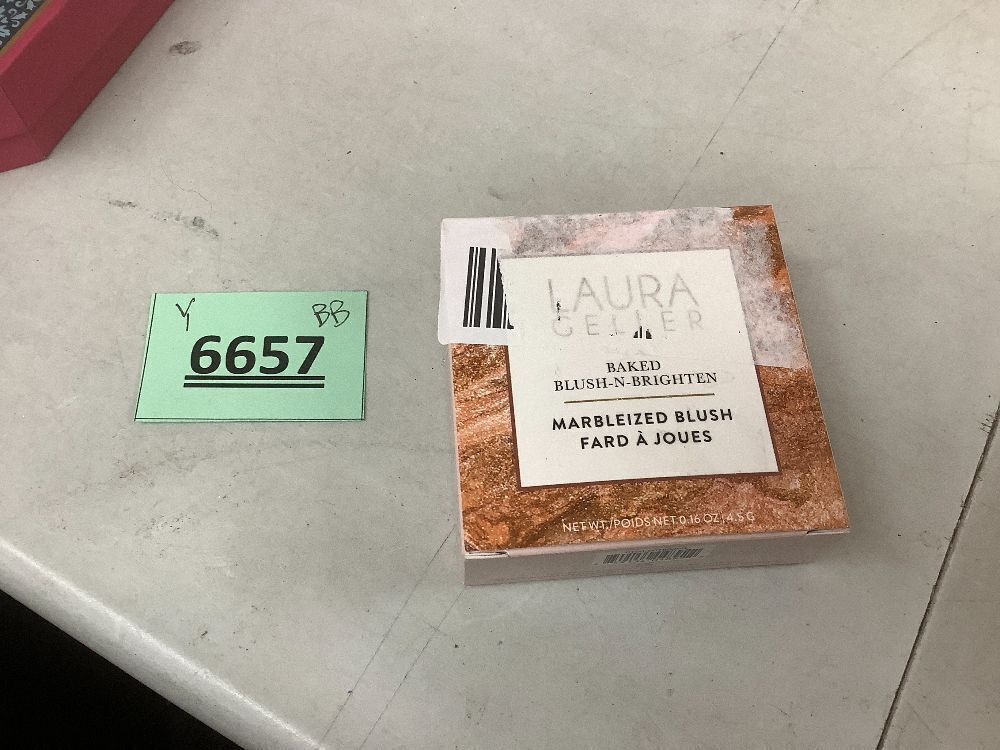 Y BB
6657
LAURA
GELLER
BAKED
BLUSH-N-BRIGHTEN
MARBLEIZED BLUSH
FARD À JOUES
NET WT./POIDS NET 0.16 OZ, 4.5 G